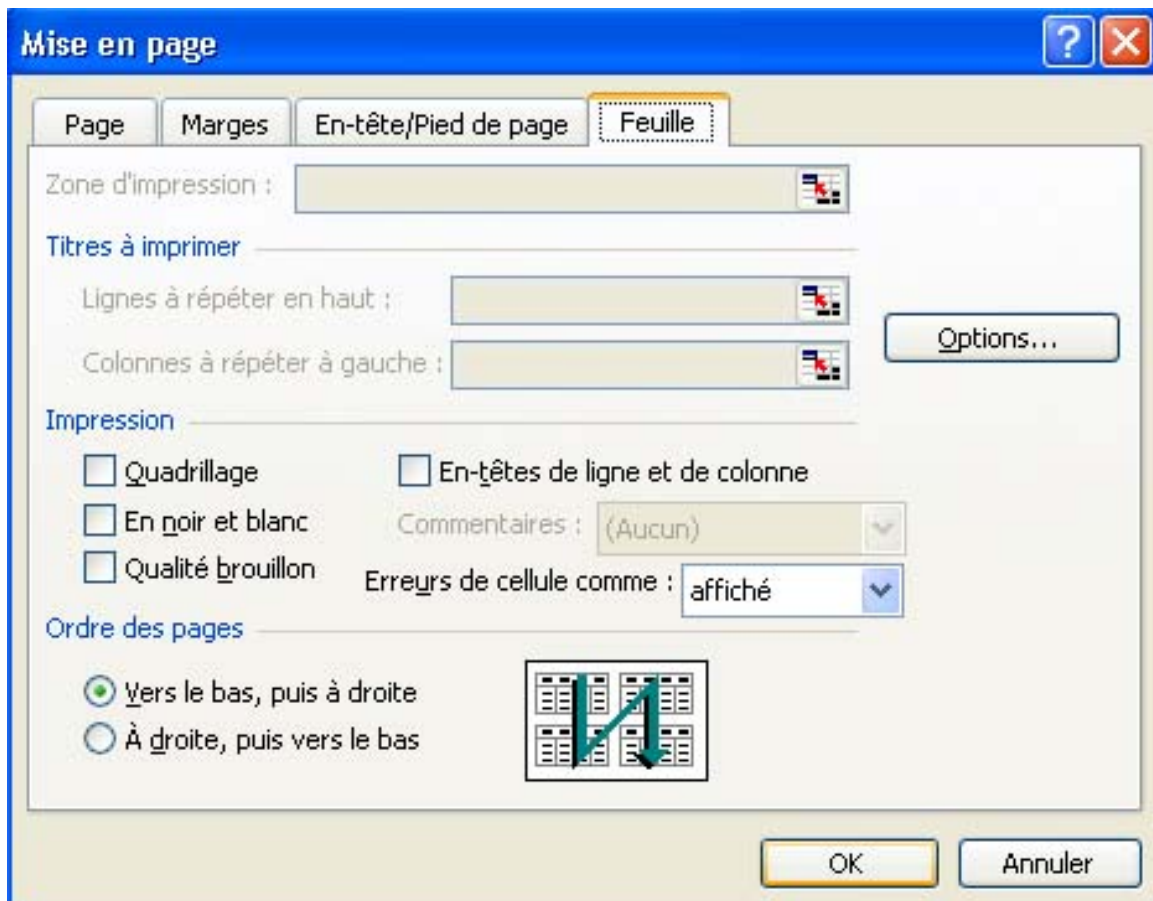 Mise en page
Page Marges En-tête/Pied de page Feuille
Zone d'impression :
Titres à imprimer
Lignes à répéter en haut :
Colonnes à répéter à gauche :
Options...
Impression
Quadrillage En-têtes de ligne et de colonne
En noir et blanc Commentaires : (Aucun)
Qualité brouillon Erreurs de cellule comme : affiché
Ordre des pages
Vers le bas, puis à droite
À droite, puis vers le bas
OK Annuler